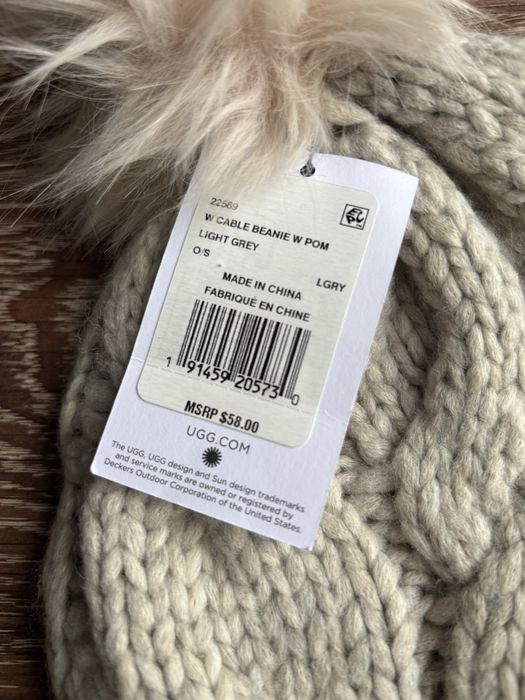 22589
W CABLE BEANIE W POM
LIGHT GREY
O/S
LGRY
MADE IN CHINA
FABRIQUÉ EN CHINE
1 91459 20573 0
MSRP $58.00
UGG.COM
The UGG, UGG design and Sun design trademarks
and service marks are owned or registered by
Deckers Outdoor Corporation of the United States.